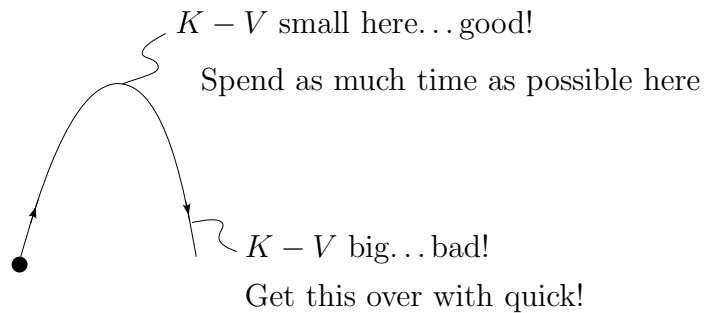 K − V small here...good!
Spend as much time as possible here
K − V big...bad!
Get this over with quick!